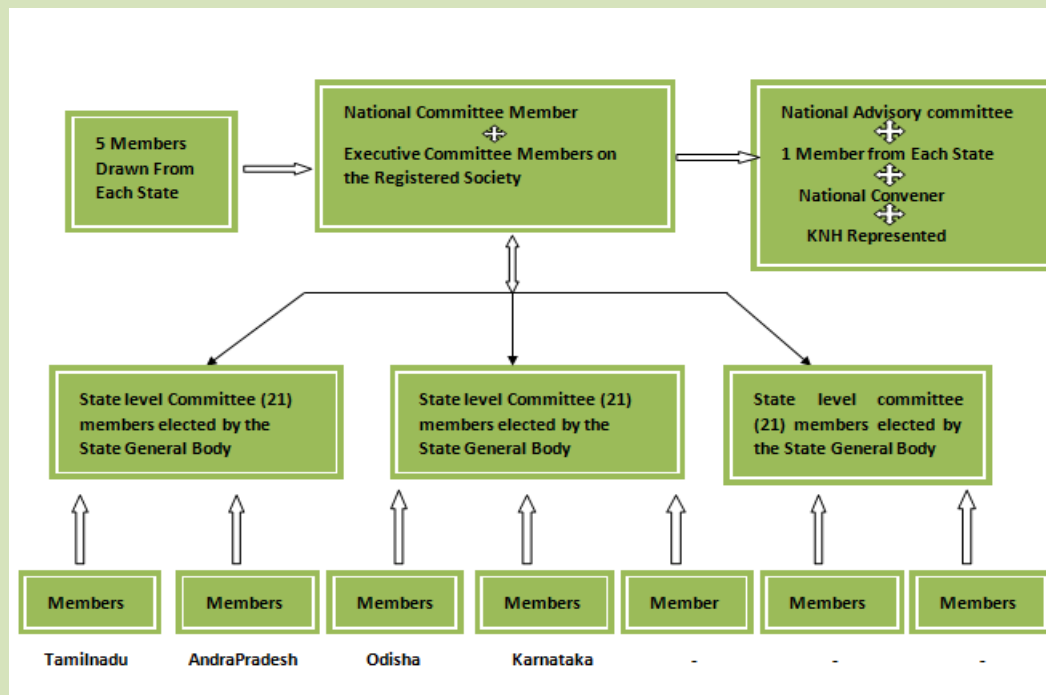 5 Members
Drawn From
Each State
National Committee Member
Executive Committee Members on
the Registered Society
National Advisory committee
1 Member from Each State
National Convener
KNH Represented
State level Committee (21)
members elected by the
State General Body
State level Committee (21)
members elected by the
State General Body
State level committee
(21) members elected by
the State General Body
Members
Members
Members
Members
Member
Members
Members
Tamilnadu
AndraPradesh
Odisha
Karnataka
-
-
-